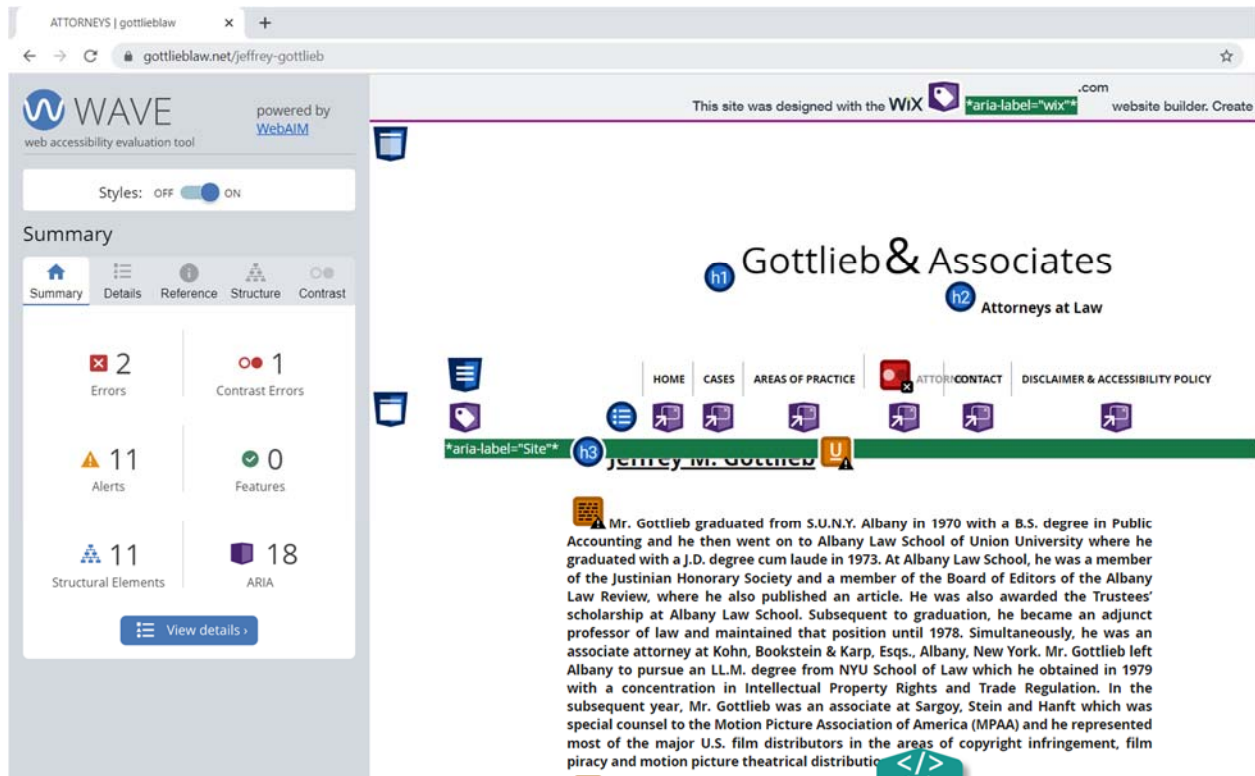 ATTORNEYS | gottlieblaw
gottlieblaw.net/jeffrey-gottlieb
WAVE
web accessibility evaluation tool
powered by
WebAIM
Styles: OFF ON
Summary
Summary Details Reference Structure Contrast
2
Errors
1
Contrast Errors
11
Alerts
0
Features
11
Structural Elements
18
ARIA
View details ›
This site was designed with the WiX *aria-label="wix"* .com website builder. Create
h1 Gottlieb & Associates
h2 Attorneys at Law
HOME CASES AREAS OF PRACTICE CONTACT DISCLAIMER & ACCESSIBILITY POLICY
*aria-label="Site"*
h3 Jeffrey M. Gottlieb U
Mr. Gottlieb graduated from S.U.N.Y. Albany in 1970 with a B.S. degree in Public
Accounting and he then went on to Albany Law School of Union University where he
graduated with a J.D. degree cum laude in 1973. At Albany Law School, he was a member
of the Justinian Honorary Society and a member of the Board of Editors of the Albany
Law Review, where he also published an article. He was also awarded the Trustees’
scholarship at Albany Law School. Subsequent to graduation, he became an adjunct
professor of law and maintained that position until 1978. Simultaneously, he was an
associate attorney at Kohn, Bookstein & Karp, Esqs., Albany, New York. Mr. Gottlieb left
Albany to pursue an LL.M. degree from NYU School of Law which he obtained in 1979
with a concentration in Intellectual Property Rights and Trade Regulation. In the
subsequent year, Mr. Gottlieb was an associate at Sargoy, Stein and Hanft which was
special counsel to the Motion Picture Association of America (MPAA) and he represented
most of the major U.S. film distributors in the areas of copyright infringement, film
piracy and motion picture theatrical
</>